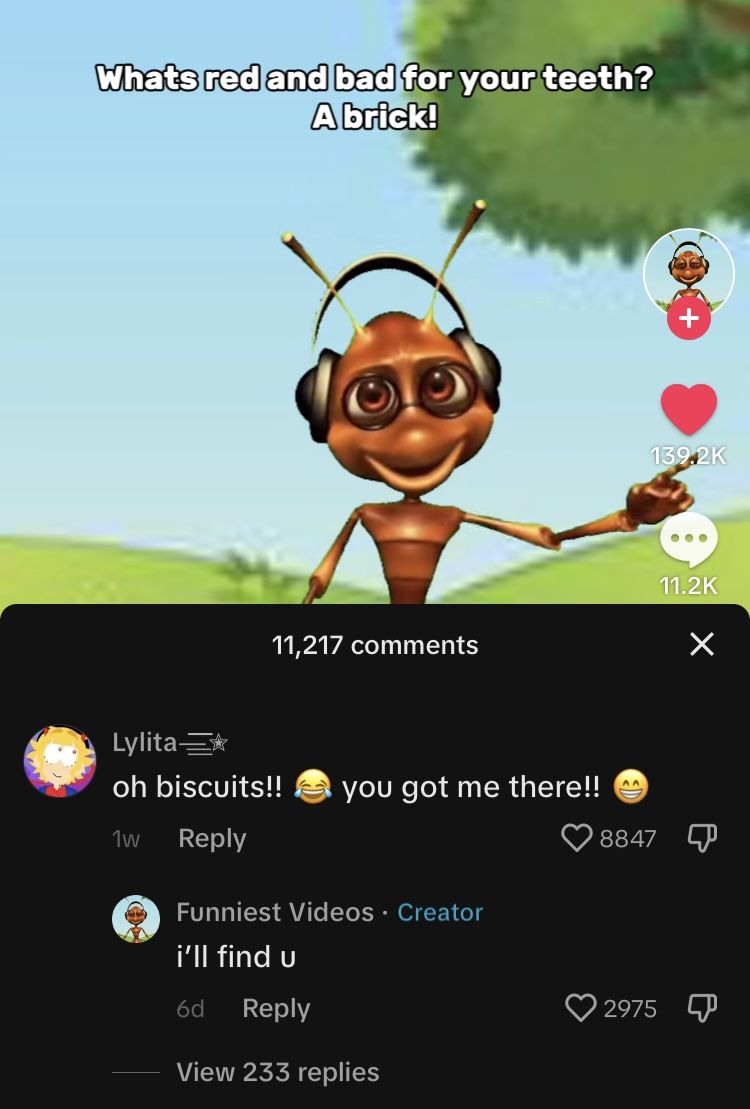 Whats red and bad for your teeth?
A brick!
139.2K
11.2K
11,217 comments
Lylita
oh biscuits!! 😂 you got me there!! 😁
1w Reply 8847
Funniest Videos · Creator
i’ll find u
6d Reply 2975
View 233 replies